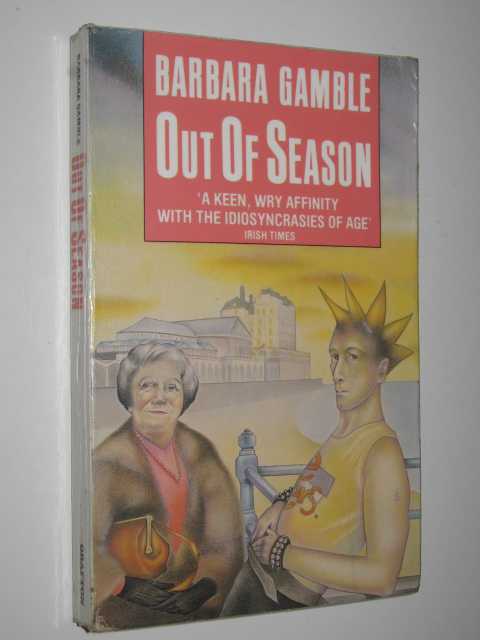 BARBARA GAMBLE
OUT OF SEASON
'A KEEN, WRY AFFINITY
WITH THE IDIOSYNCRASIES OF AGE'
IRISH TIMES
BARBARA GAMBLE
OUT OF SEASON
GRAFTON